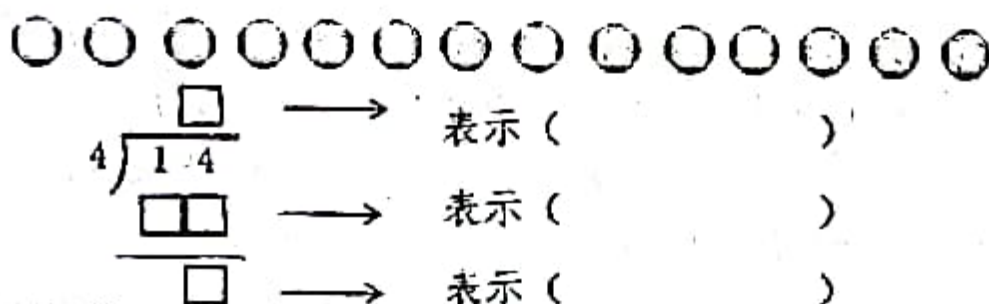 □ → 表示（ ）
4 ) 1 4
□□ → 表示（ ）
□ → 表示（ ）